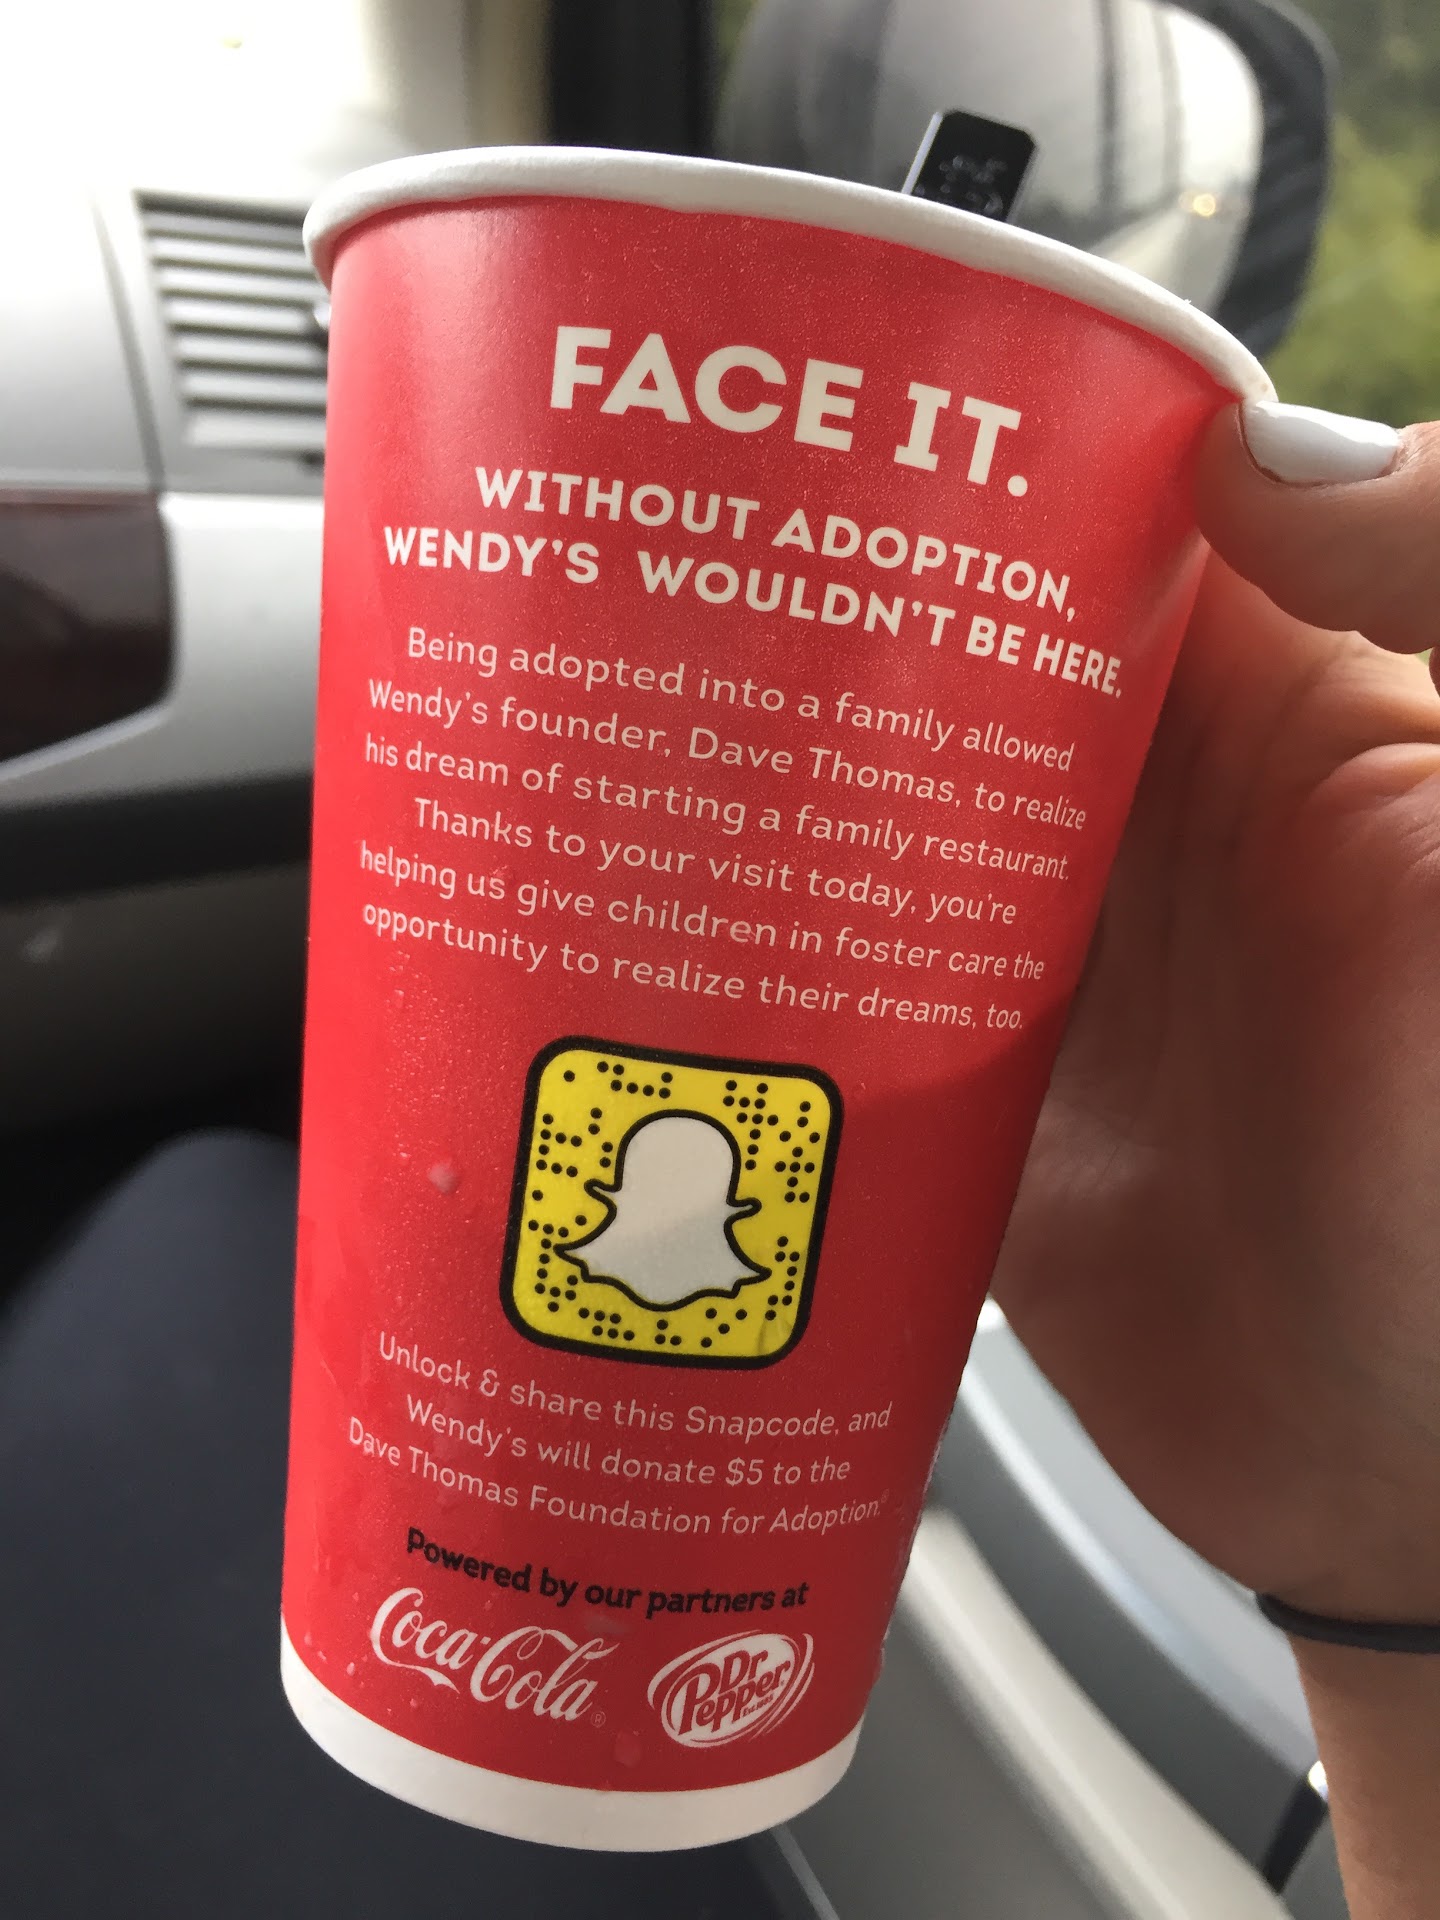 FACE IT.
WITHOUT ADOPTION,
WENDY'S WOULDN'T BE HERE.
Being adopted into a family allowed
Wendy's founder, Dave Thomas, to realize
his dream of starting a family restaurant.
Thanks to your visit today, you're
helping us give children in foster care the
opportunity to realize their dreams, too.
Unlock & share this Snapcode, and
Wendy's will donate $5 to the
Dave Thomas Foundation for Adoption.®
Powered by our partners at
Coca-Cola®
Dr Pepper